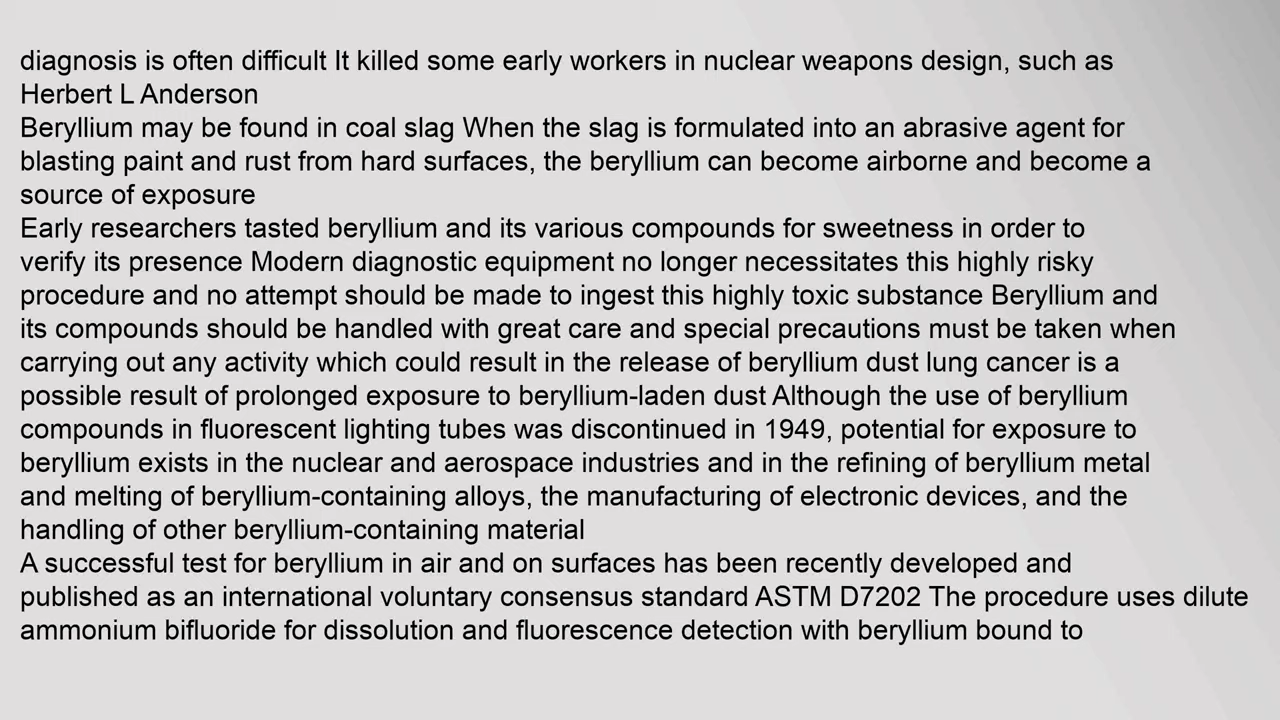 diagnosis is often difficult It killed some early workers in nuclear weapons design, such as
Herbert L Anderson
Beryllium may be found in coal slag When the slag is formulated into an abrasive agent for
blasting paint and rust from hard surfaces, the beryllium can become airborne and become a
source of exposure
Early researchers tasted beryllium and its various compounds for sweetness in order to
verify its presence Modern diagnostic equipment no longer necessitates this highly risky
procedure and no attempt should be made to ingest this highly toxic substance Beryllium and
its compounds should be handled with great care and special precautions must be taken when
carrying out any activity which could result in the release of beryllium dust lung cancer is a
possible result of prolonged exposure to beryllium-laden dust Although the use of beryllium
compounds in fluorescent lighting tubes was discontinued in 1949, potential for exposure to
beryllium exists in the nuclear and aerospace industries and in the refining of beryllium metal
and melting of beryllium-containing alloys, the manufacturing of electronic devices, and the
handling of other beryllium-containing material
A successful test for beryllium in air and on surfaces has been recently developed and
published as an international voluntary consensus standard ASTM D7202 The procedure uses dilute
ammonium bifluoride for dissolution and fluorescence detection with beryllium bound to